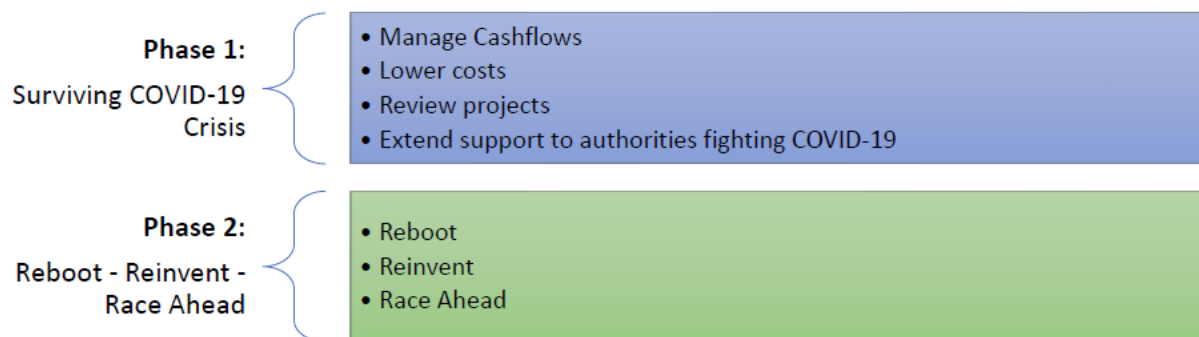 Phase 1:
Surviving COVID-19
Crisis
• Manage Cashflows
• Lower costs
• Review projects
• Extend support to authorities fighting COVID-19
Phase 2:
Reboot - Reinvent -
Race Ahead
• Reboot
• Reinvent
• Race Ahead